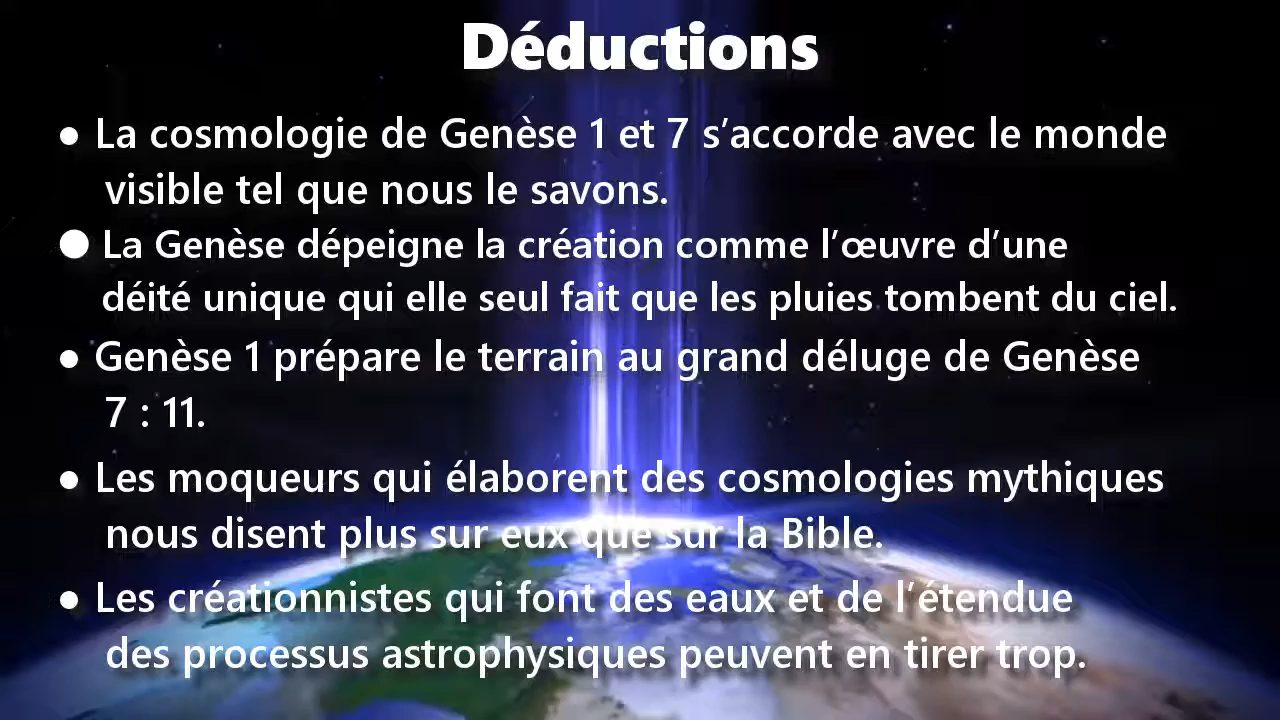 Déductions
● La cosmologie de Genèse 1 et 7 s’accorde avec le monde
visible tel que nous le savons.
● La Genèse dépeigne la création comme l’œuvre d’une
déité unique qui elle seul fait que les pluies tombent du ciel.
● Genèse 1 prépare le terrain au grand déluge de Genèse
7 : 11.
● Les moqueurs qui élaborent des cosmologies mythiques
nous disent plus sur eux que sur la Bible.
● Les créationnistes qui font des eaux et de l’étendue
des processus astrophysiques peuvent en tirer trop.